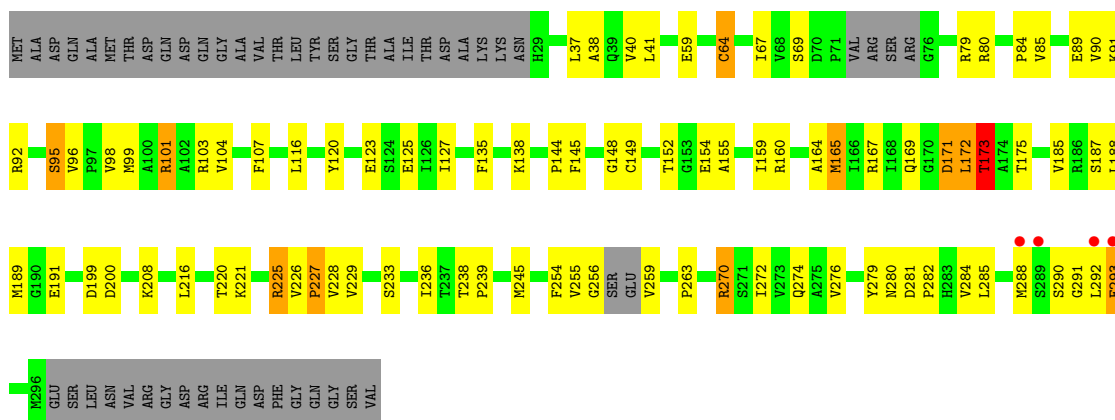 MET ALA ASP GLN ALA MET THR ASP GLN ASP GLN GLY ALA VAL THR LEU TYR SER GLY THR ALA ILE THR ASP ALA LYS LYS ASN H29 L37 A38 Q39 V40 L41 E59 C64 I67 V68 S69 D70 P71 VAL ARG SER ARG G76 R79 R80 P84 V85 E89 V90 K91
R92 S95 V96 P97 V98 M99 A100 R101 A102 R103 V104 F107 L116 Y120 E123 S124 E125 I126 I127 F135 K138 P144 F145 G148 C149 T152 G153 E154 A155 I159 R160 A164 M165 I166 R167 I168 Q169 G170 D171 L172 T173 A174 T175 V185 R186 S187 L188
M189 G190 E191 D199 D200 K208 L216 T220 K221 R225 V226 P227 V228 V229 S233 I236 T237 T238 P239 M245 F254 V255 G256 SER GLU V259 P263 R270 S271 I272 V273 Q274 A275 V276 Y279 N280 D281 P282 H283 V284 L285 M288 S289 S290 G291 L292
M296 GLU SER LEU ASN VAL ARG GLY ASP ARG ILE GLN ASP PHE GLY GLN GLY SER VAL